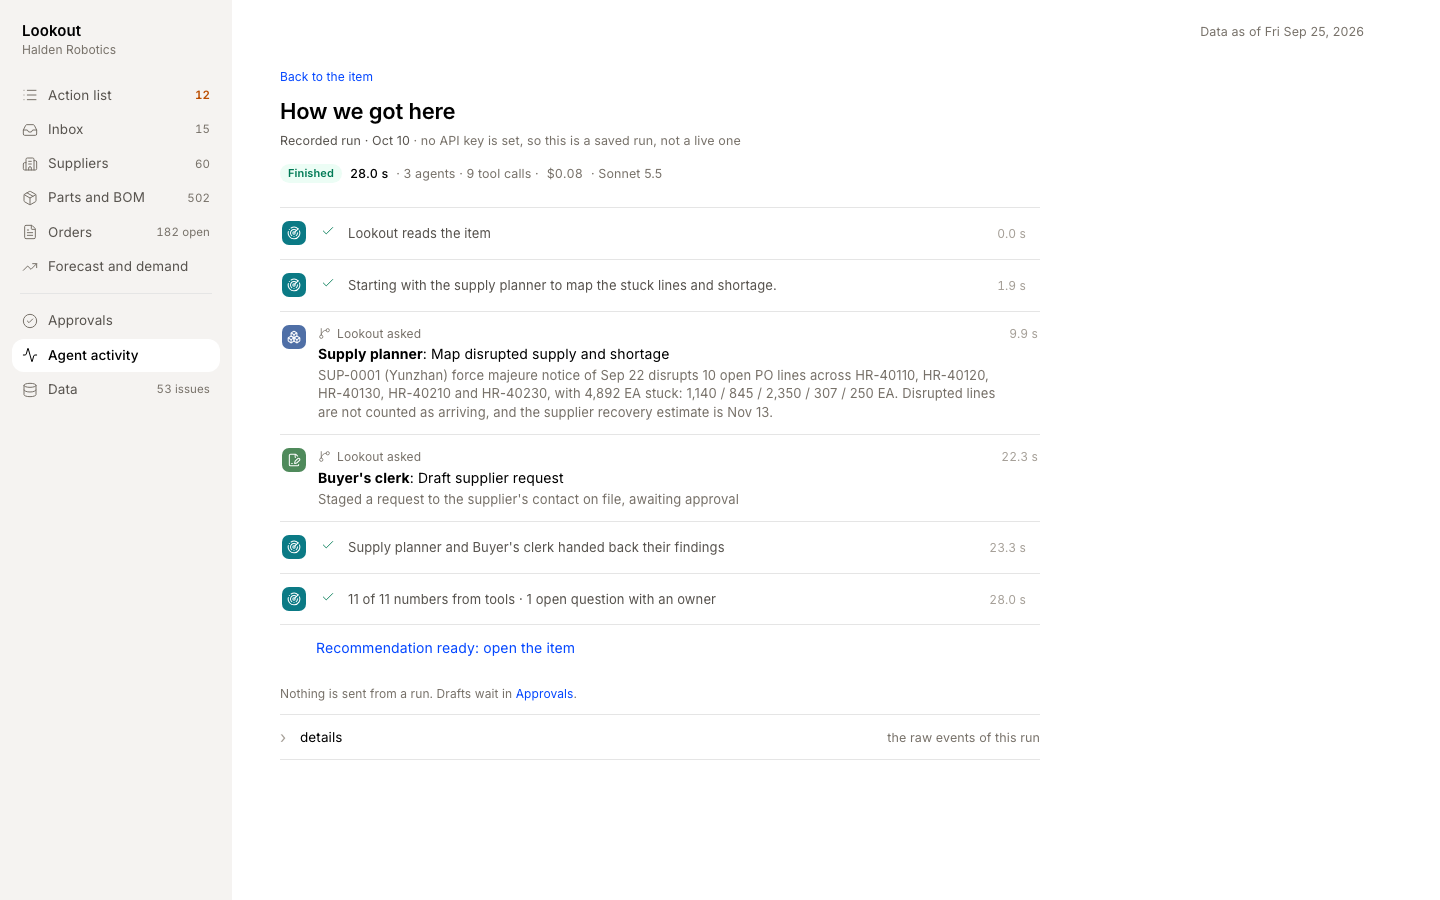 Lookout
Halden Robotics
Data as of Fri Sep 25, 2026
Action list 12
Inbox 15
Suppliers 60
Parts and BOM 502
Orders 182 open
Forecast and demand
Approvals
Agent activity
Data 53 issues
Back to the item
How we got here
Recorded run · Oct 10 · no API key is set, so this is a saved run, not a live one
Finished 28.0 s · 3 agents · 9 tool calls · $0.08 · Sonnet 5.5
Lookout reads the item 0.0 s
Starting with the supply planner to map the stuck lines and shortage. 1.9 s
Lookout asked 9.9 s
Supply planner: Map disrupted supply and shortage
SUP-0001 (Yunzhan) force majeure notice of Sep 22 disrupts 10 open PO lines across HR-40110, HR-40120,
HR-40130, HR-40210 and HR-40230, with 4,892 EA stuck: 1,140 / 845 / 2,350 / 307 / 250 EA. Disrupted lines
are not counted as arriving, and the supplier recovery estimate is Nov 13.
Lookout asked 22.3 s
Buyer's clerk: Draft supplier request
Staged a request to the supplier's contact on file, awaiting approval
Supply planner and Buyer's clerk handed back their findings 23.3 s
11 of 11 numbers from tools · 1 open question with an owner 28.0 s
Recommendation ready: open the item
Nothing is sent from a run. Drafts wait in Approvals.
details the raw events of this run